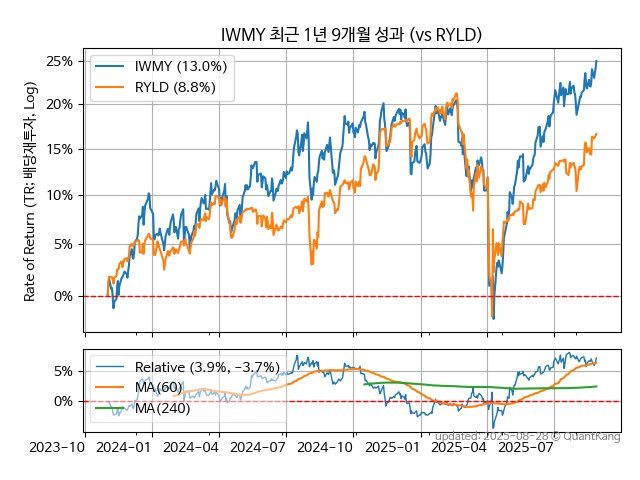 IWMY 최근 1년 9개월 성과 (vs RYLD)
Rate of Return (TR: 배당재투자, Log)
25%
20%
15%
10%
5%
0%
IWMY (13.0%)
RYLD (8.8%)
5%
0%
Relative (3.9%, -3.7%)
MA(60)
MA(240)
2023-10 2024-01 2024-04 2024-07 2024-10 2025-01 2025-04 2025-07
updated: 2025-08-28 © QuantKang